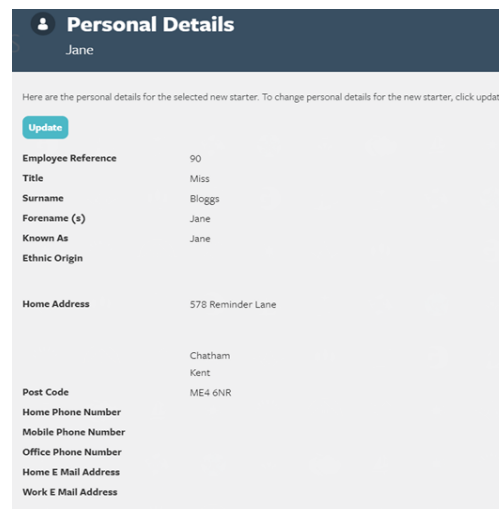 Personal Details
Jane
Here are the personal details for the selected new starter. To change personal details for the new starter, click updat
Update
Employee Reference 90
Title Miss
Surname Bloggs
Forename (s) Jane
Known As Jane
Ethnic Origin
Home Address 578 Reminder Lane
Chatham
Kent
Post Code ME4 6NR
Home Phone Number
Mobile Phone Number
Office Phone Number
Home E Mail Address
Work E Mail Address